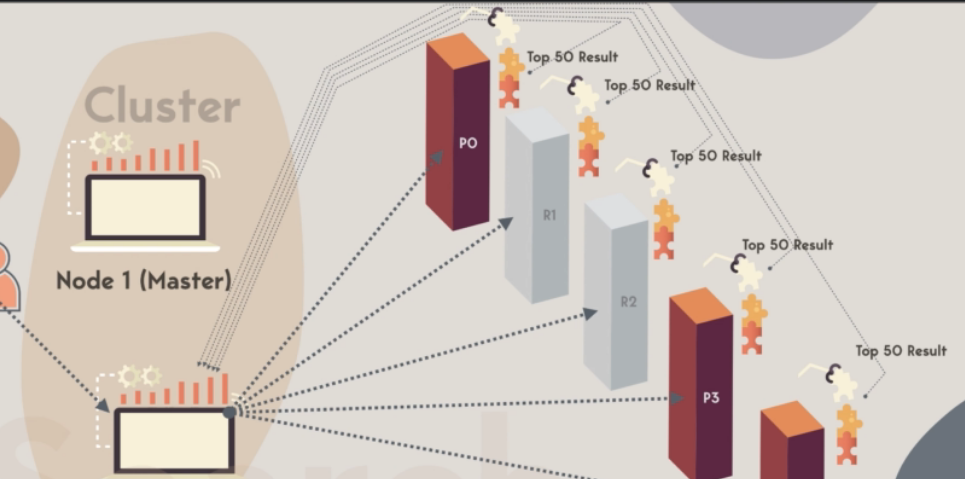 Cluster
Top 50 Result
Top 50 Result
P0
Top 50 Result
R1
Top 50 Result
Node 1 (Master)
R2
Top 50 Result
P3